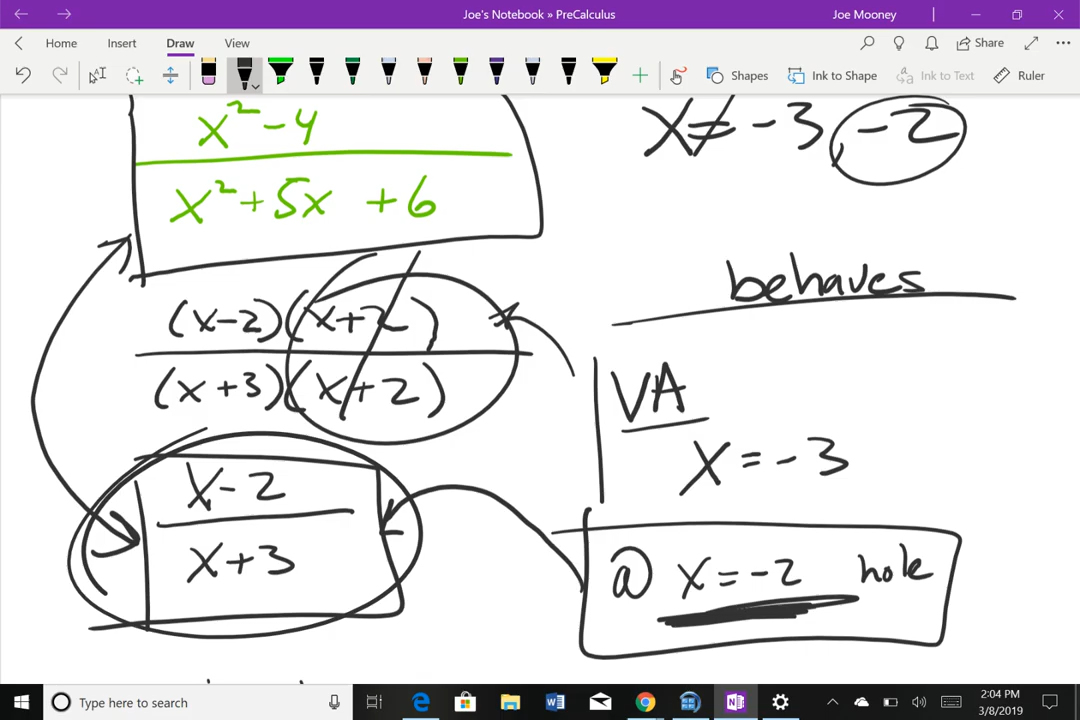 Joe's Notebook » PreCalculus
Joe Mooney
Home Insert Draw View
Share
Shapes Ink to Shape Ink to Text Ruler
x² - 4
x² + 5x + 6
x ≠ -3 -2
behaves
(x-2)(x+2)
(x+3)(x+2)
VA
x = -3
x-2
x+3
@ x = -2 hole
Type here to search
2:04 PM
3/8/2019